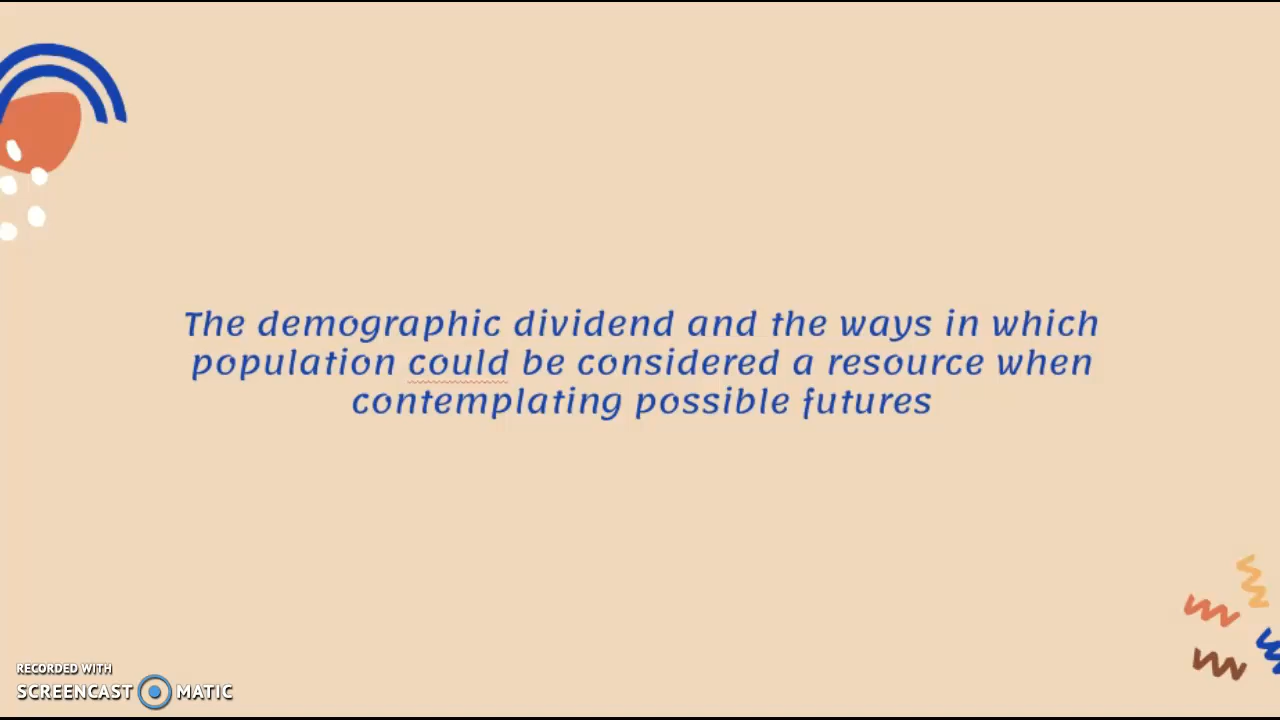 The demographic dividend and the ways in which
population could be considered a resource when
contemplating possible futures
RECORDED WITH
SCREENCAST MATIC